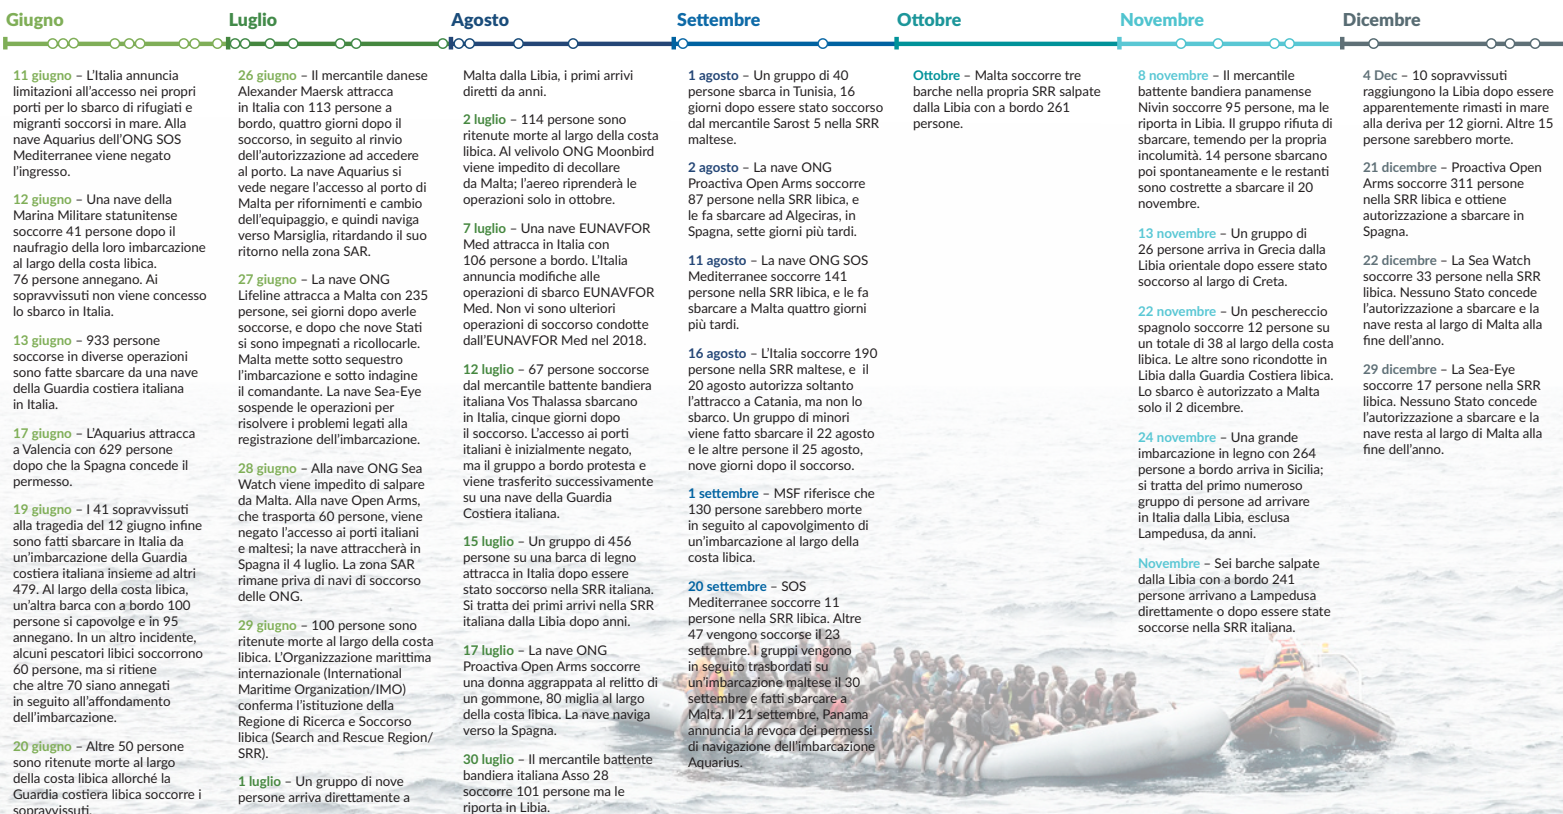 Giugno
Luglio
Agosto
Settembre
Ottobre
Novembre
Dicembre
11 giugno – L’Italia annuncia
limitazioni all’accesso nei propri
porti per lo sbarco di rifugiati e
migranti soccorsi in mare. Alla
nave Aquarius dell’ONG SOS
Mediterranee viene negato
l’ingresso.
12 giugno – Una nave della
Marina Militare statunitense
soccorre 41 persone dopo il
naufragio della loro imbarcazione
al largo della costa libica.
76 persone annegano. Ai
sopravvissuti non viene concesso
lo sbarco in Italia.
13 giugno – 933 persone
soccorse in diverse operazioni
sono fatte sbarcare da una nave
della Guardia costiera italiana
in Italia.
17 giugno – L’Aquarius attracca
a Valencia con 629 persone
dopo che la Spagna concede il
permesso.
19 giugno – I 41 sopravvissuti
alla tragedia del 12 giugno infine
sono fatti sbarcare in Italia da
un’imbarcazione della Guardia
costiera italiana insieme ad altri
479. Al largo della costa libica,
un’altra barca con a bordo 100
persone si capovolge e in 95
annegano. In un altro incidente,
alcuni pescatori libici soccorrono
60 persone, ma si ritiene
che altre 70 siano annegati
in seguito all’affondamento
dell’imbarcazione.
20 giugno – Altre 50 persone
sono ritenute morte al largo
della costa libica allorché la
Guardia costiera libica soccorre i
sopravvissuti.
26 giugno – Il mercantile danese
Alexander Maersk attracca
in Italia con 113 persone a
bordo, quattro giorni dopo il
soccorso, in seguito al rinvio
dell’autorizzazione ad accedere
al porto. La nave Aquarius si
vede negare l’accesso al porto di
Malta per rifornimenti e cambio
dell’equipaggio, e quindi naviga
verso Marsiglia, ritardando il suo
ritorno nella zona SAR.
27 giugno – La nave ONG
Lifeline attracca a Malta con 235
persone, sei giorni dopo averle
soccorse, e dopo che nove Stati
si sono impegnati a ricollocarle.
Malta mette sotto sequestro
l’imbarcazione e sotto indagine
il comandante. La nave Sea-Eye
sospende le operazioni per
risolvere i problemi legati alla
registrazione dell’imbarcazione.
28 giugno – Alla nave ONG Sea
Watch viene impedito di salpare
da Malta. Alla nave Open Arms,
che trasporta 60 persone, viene
negato l’accesso ai porti italiani
e maltesi; la nave attraccherà in
Spagna il 4 luglio. La zona SAR
rimane priva di navi di soccorso
delle ONG.
29 giugno – 100 persone sono
ritenute morte al largo della costa
libica. L’Organizzazione marittima
internazionale (International
Maritime Organization/IMO)
conferma l’istituzione della
Regione di Ricerca e Soccorso
libica (Search and Rescue Region/
SRR).
1 luglio – Un gruppo di nove
persone arriva direttamente a
Malta dalla Libia, i primi arrivi
diretti da anni.
2 luglio – 114 persone sono
ritenute morte al largo della costa
libica. Al velivolo ONG Moonbird
viene impedito di decollare
da Malta; l’aereo riprenderà le
operazioni solo in ottobre.
7 luglio – Una nave EUNAVFOR
Med attracca in Italia con
106 persone a bordo. L’Italia
annuncia modifiche alle
operazioni di sbarco EUNAVFOR
Med. Non vi sono ulteriori
operazioni di soccorso condotte
dall’EUNAVFOR Med nel 2018.
12 luglio – 67 persone soccorse
dal mercantile battente bandiera
italiana Vos Thalassa sbarcano
in Italia, cinque giorni dopo
il soccorso. L’accesso ai porti
italiani è inizialmente negato,
ma il gruppo a bordo protesta e
viene trasferito successivamente
su una nave della Guardia
Costiera italiana.
15 luglio – Un gruppo di 456
persone su una barca di legno
attracca in Italia dopo essere
stato soccorso nella SRR italiana.
Si tratta dei primi arrivi nella SRR
italiana dalla Libia dopo anni.
17 luglio – La nave ONG
Proactiva Open Arms soccorre
una donna aggrappata al relitto di
un gommone, 80 miglia al largo
della costa libica. La nave naviga
verso la Spagna.
30 luglio – Il mercantile battente
bandiera italiana Asso 28
soccorre 101 persone ma le
riporta in Libia.
1 agosto – Un gruppo di 40
persone sbarca in Tunisia, 16
giorni dopo essere stato soccorso
dal mercantile Sarost 5 nella SRR
maltese.
2 agosto – La nave ONG
Proactiva Open Arms soccorre
87 persone nella SRR libica, e
le fa sbarcare ad Algeciras, in
Spagna, sette giorni più tardi.
11 agosto – La nave ONG SOS
Mediterranee soccorre 141
persone nella SRR libica, e le fa
sbarcare a Malta quattro giorni
più tardi.
16 agosto – L’Italia soccorre 190
persone nella SRR maltese, e il
20 agosto autorizza soltanto
l’attracco a Catania, ma non lo
sbarco. Un gruppo di minori
viene fatto sbarcare il 22 agosto
e le altre persone il 25 agosto,
nove giorni dopo il soccorso.
1 settembre – MSF riferisce che
130 persone sarebbero morte
in seguito al capovolgimento di
un’imbarcazione al largo della
costa libica.
20 settembre – SOS
Mediterranee soccorre 11
persone nella SRR libica. Altre
47 vengono soccorse il 23
settembre. I gruppi vengono
in seguito trasbordati su
un’imbarcazione maltese il 30
settembre e fatti sbarcare a
Malta. Il 21 settembre, Panama
annuncia la revoca dei permessi
di navigazione dell’imbarcazione
Aquarius.
Ottobre – Malta soccorre tre
barche nella propria SRR salpate
dalla Libia con a bordo 261
persone.
8 novembre – Il mercantile
battente bandiera panamense
Nivin soccorre 95 persone, ma le
riporta in Libia. Il gruppo rifiuta di
sbarcare, temendo per la propria
incolumità. 14 persone sbarcano
poi spontaneamente e le restanti
sono costrette a sbarcare il 20
novembre.
13 novembre – Un gruppo di
26 persone arriva in Grecia dalla
Libia orientale dopo essere stato
soccorso al largo di Creta.
22 novembre – Un peschereccio
spagnolo soccorre 12 persone su
un totale di 38 al largo della costa
libica. Le altre sono ricondotte in
Libia dalla Guardia Costiera libica.
Lo sbarco è autorizzato a Malta
solo il 2 dicembre.
24 novembre – Una grande
imbarcazione in legno con 264
persone a bordo arriva in Sicilia;
si tratta del primo numeroso
gruppo di persone ad arrivare
in Italia dalla Libia, esclusa
Lampedusa, da anni.
Novembre – Sei barche salpate
dalla Libia con a bordo 241
persone arrivano a Lampedusa
direttamente o dopo essere state
soccorse nella SRR italiana.
4 Dec – 10 sopravvissuti
raggiungono la Libia dopo essere
apparentemente rimasti in mare
alla deriva per 12 giorni. Altre 15
persone sarebbero morte.
21 dicembre – Proactiva Open
Arms soccorre 311 persone
nella SRR libica e ottiene
autorizzazione a sbarcare in
Spagna.
22 dicembre – La Sea Watch
soccorre 33 persone nella SRR
libica. Nessuno Stato concede
l’autorizzazione a sbarcare e la
nave resta al largo di Malta alla
fine dell’anno.
29 dicembre – La Sea-Eye
soccorre 17 persone nella SRR
libica. Nessuno Stato concede
l’autorizzazione a sbarcare e la
nave resta al largo di Malta alla
fine dell’anno.